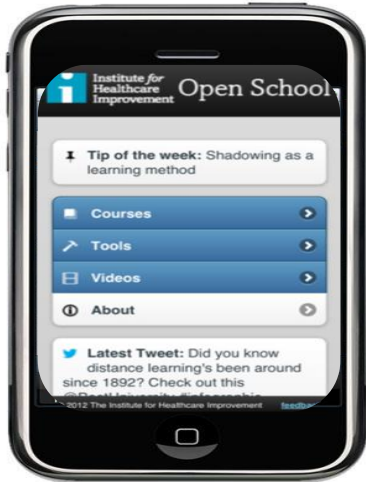 Institute for
Healthcare
Improvement
Open School
Tip of the week: Shadowing as a
learning method
Courses
Tools
Videos
About
Latest Tweet: Did you know
distance learning's been around
since 1892? Check out this
2012 The Institute for Healthcare Improvement